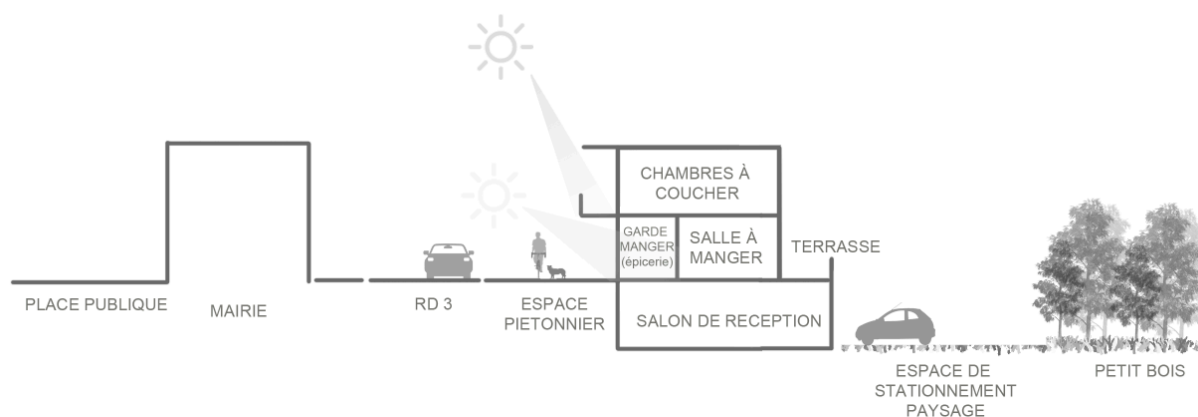 CHAMBRES À
COUCHER
GARDE
MANGER
(épicerie)
SALLE À
MANGER
TERRASSE
PLACE PUBLIQUE
MAIRIE
RD 3
ESPACE
PIETONNIER
SALON DE RECEPTION
ESPACE DE
STATIONNEMENT
PAYSAGE
PETIT BOIS